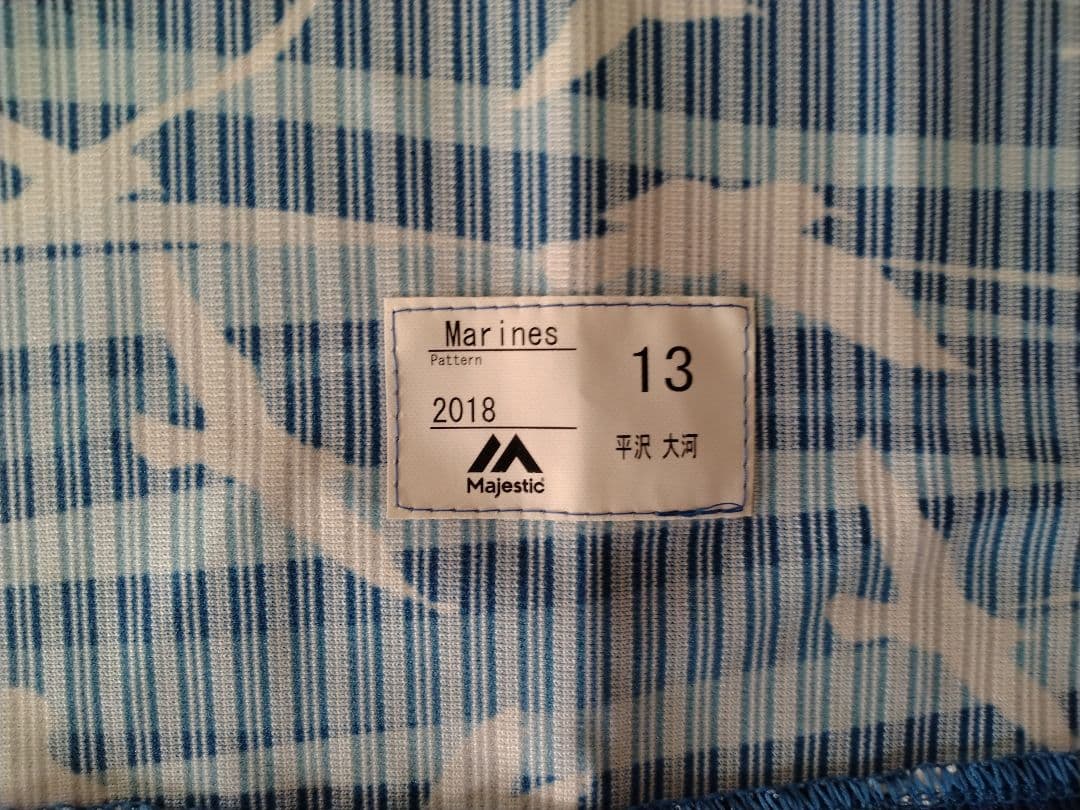 Marines
Pattern
2018
Majestic
13
平沢 大河